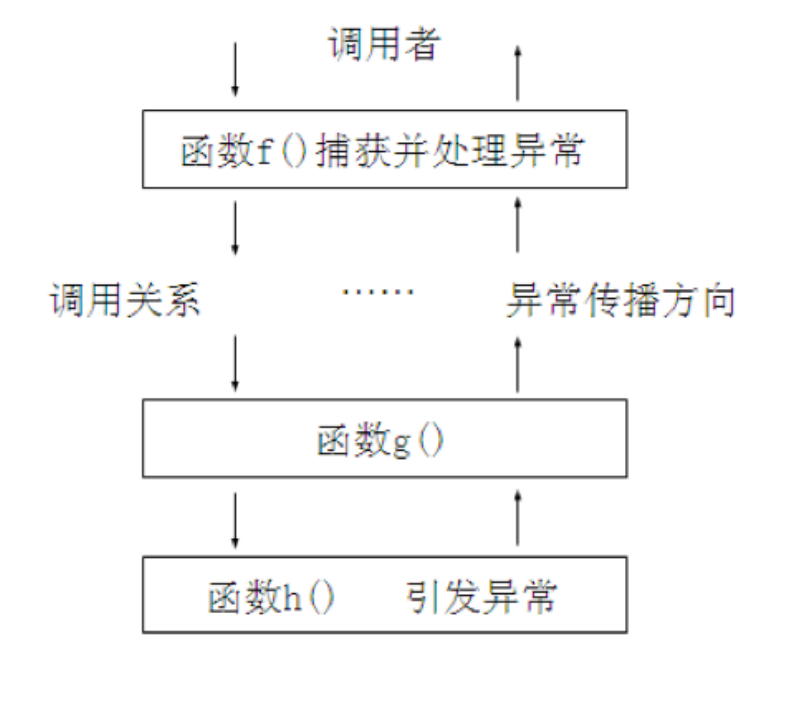 调用者
函数f()捕获并处理异常
调用关系 …… 异常传播方向
函数g()
函数h() 引发异常